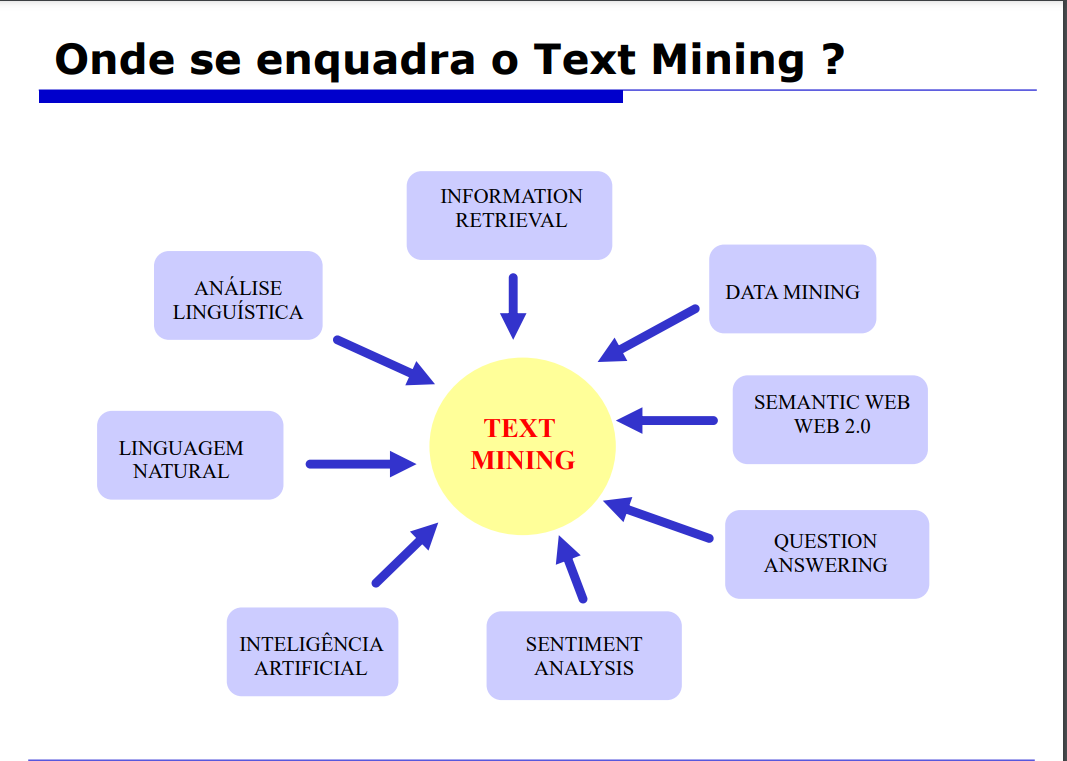 Onde se enquadra o Text Mining ?
INFORMATION
RETRIEVAL
ANÁLISE
LINGUÍSTICA
DATA MINING
SEMANTIC WEB
WEB 2.0
TEXT
MINING
LINGUAGEM
NATURAL
QUESTION
ANSWERING
INTELIGÊNCIA
ARTIFICIAL
SENTIMENT
ANALYSIS